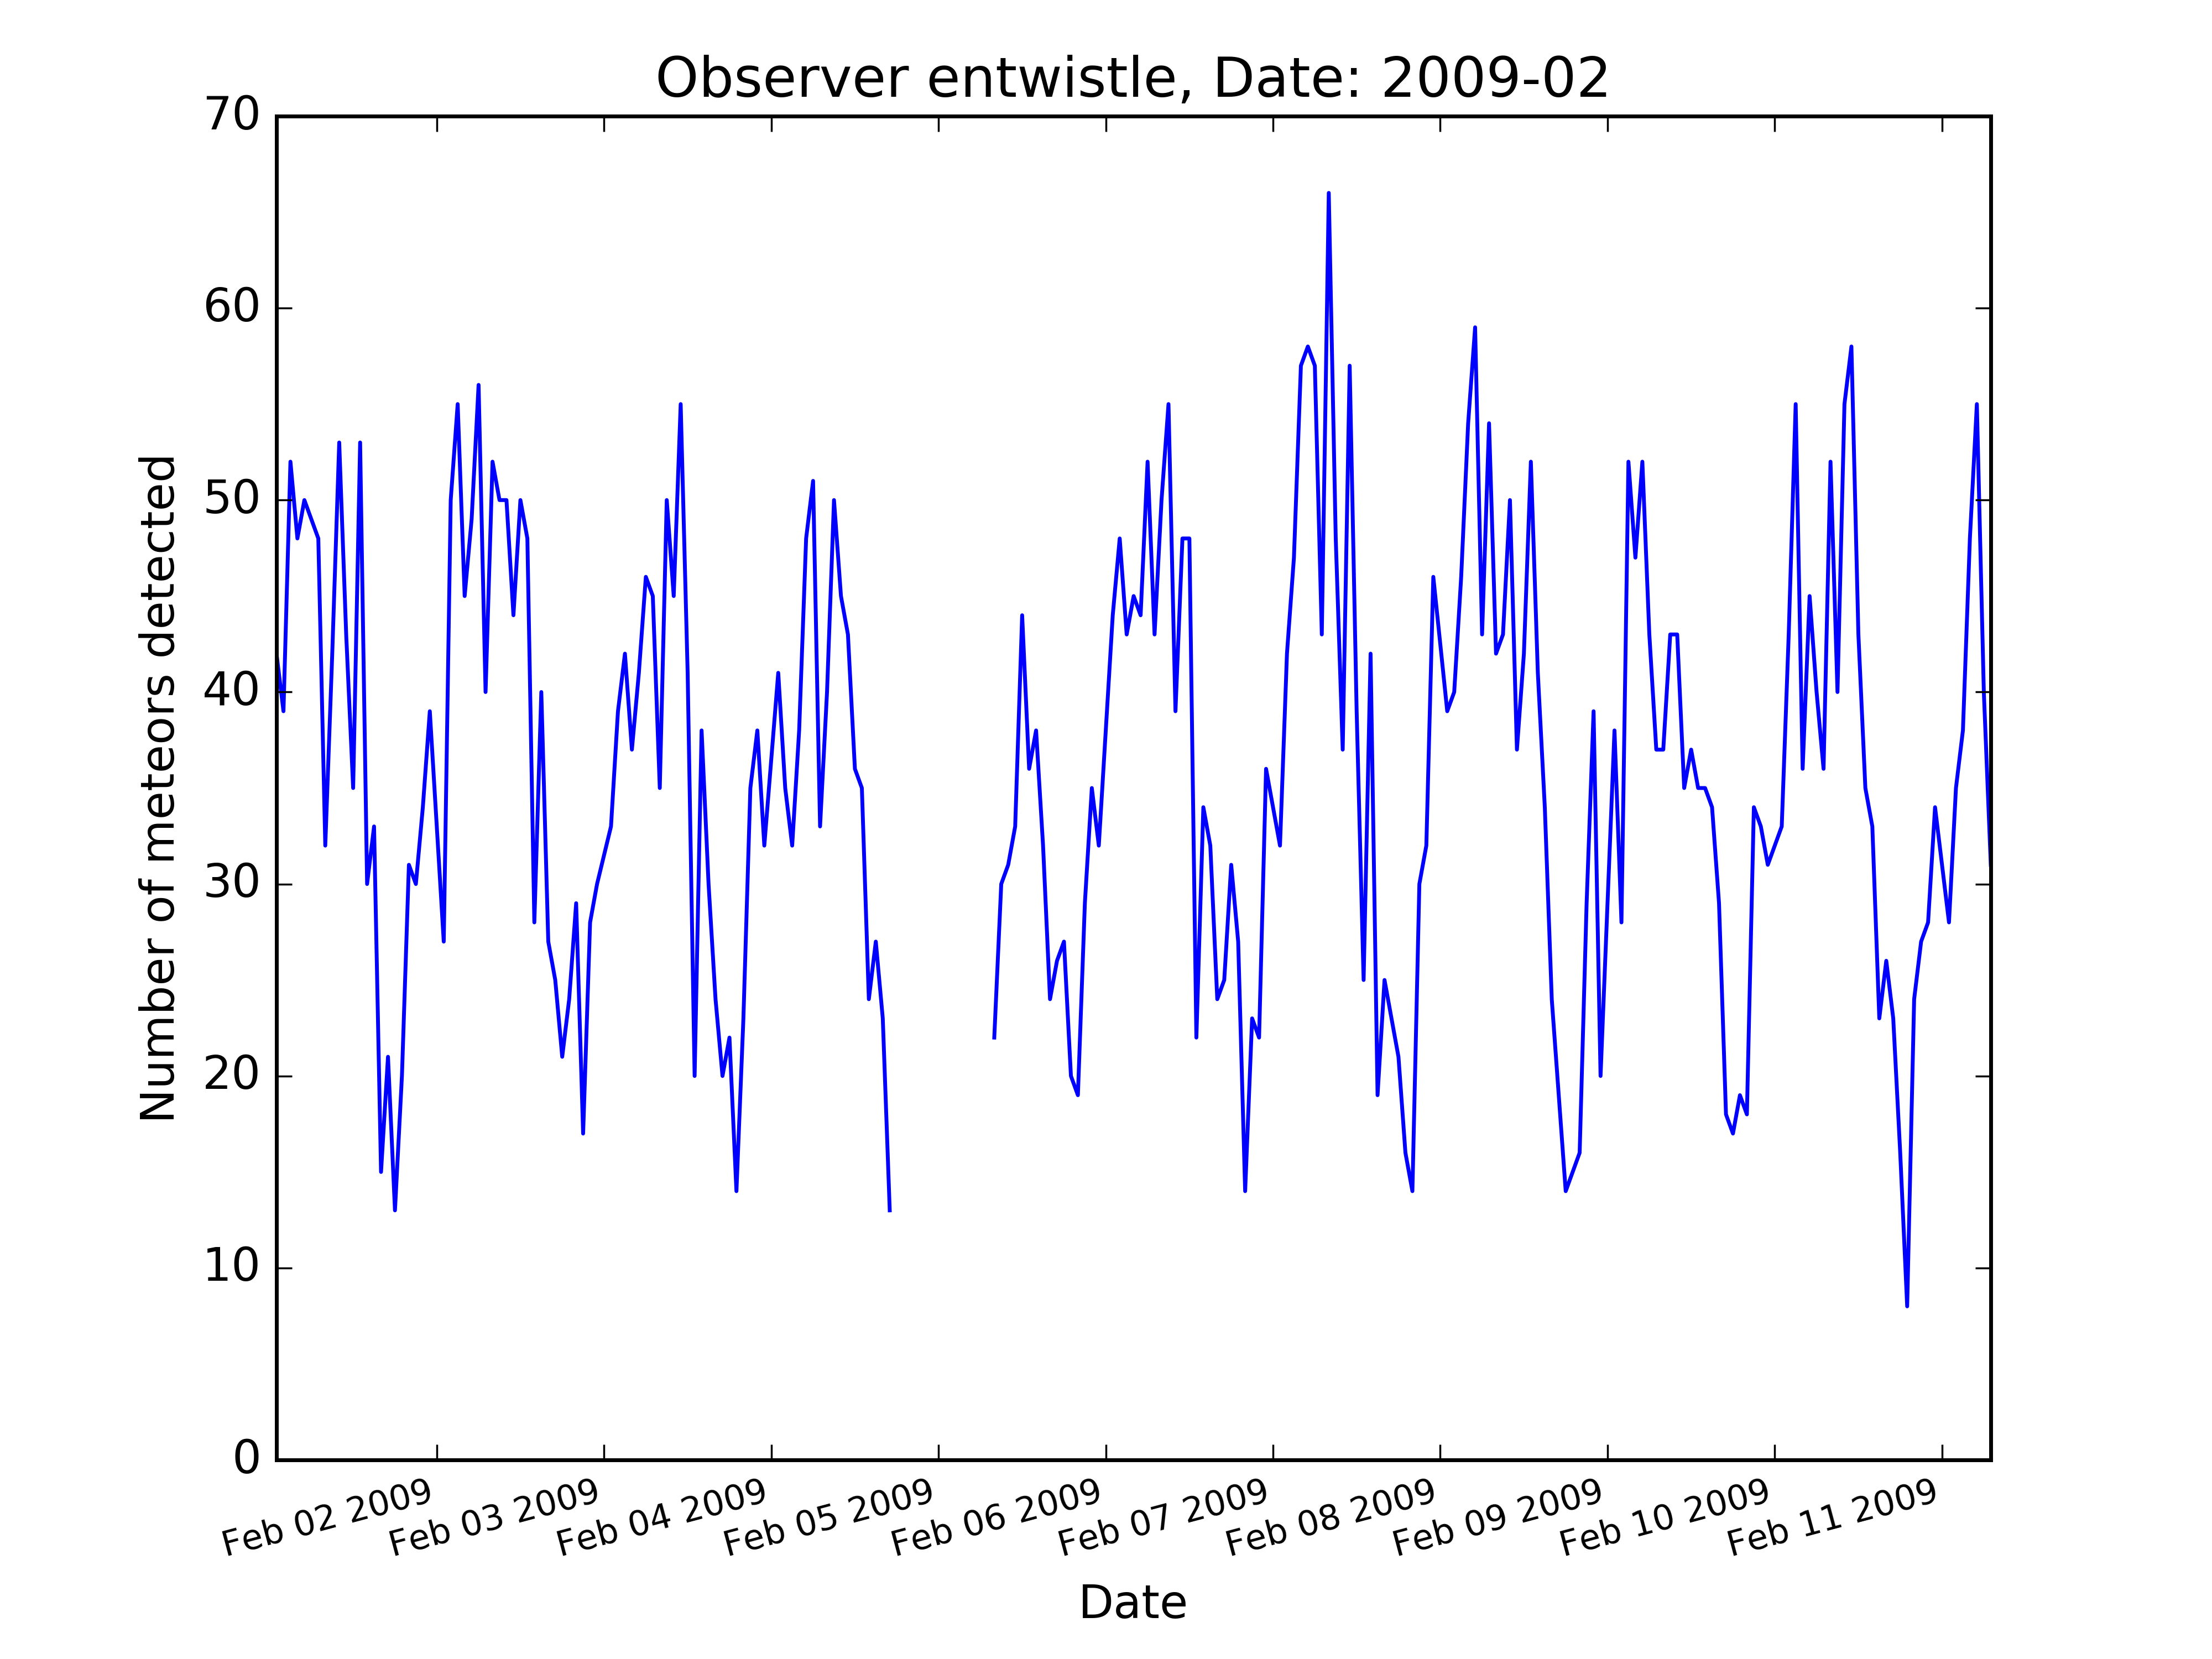 Observer entwistle, Date: 2009-02
70
60
50
40
30
20
10
0
Number of meteors detected
Feb 02 2009
Feb 03 2009
Feb 04 2009
Feb 05 2009
Feb 06 2009
Feb 07 2009
Feb 08 2009
Feb 09 2009
Feb 10 2009
Feb 11 2009
Date